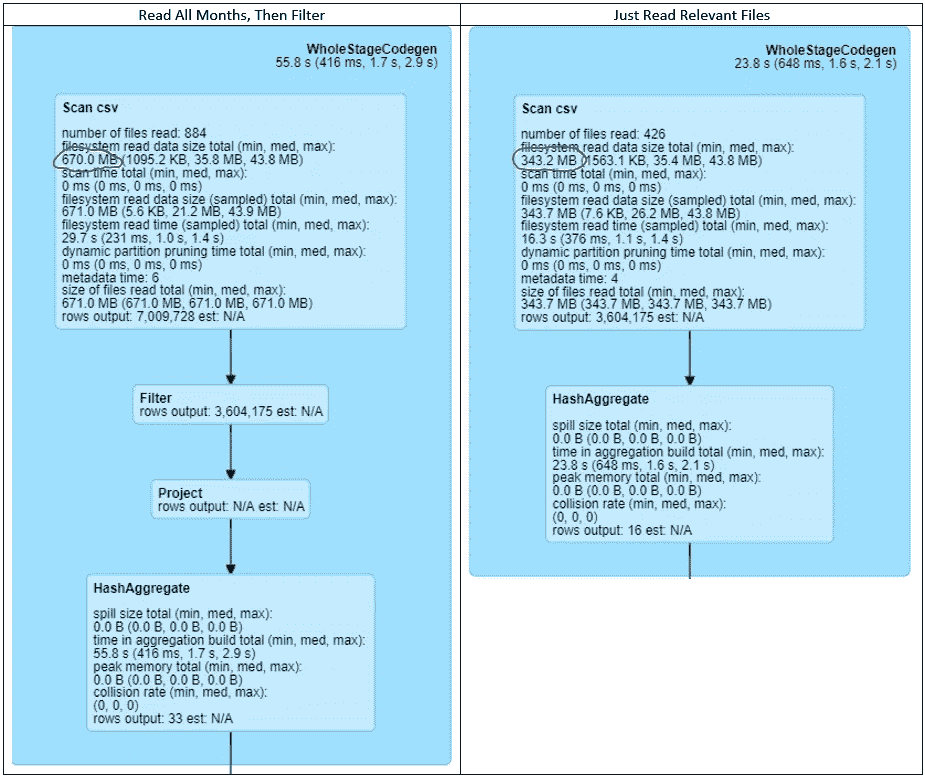 Read All Months, Then Filter
WholeStageCodegen
55.8 s (416 ms, 1.7 s, 2.9 s)
Scan csv
number of files read: 884
filesystem read data size total (min, med, max):
670.0 MB (1095.2 KB, 35.8 MB, 43.8 MB)
scan time total (min, med, max):
0 ms (0 ms, 0 ms, 0 ms)
filesystem read data size (sampled) total (min, med, max):
671.0 MB (5.6 KB, 21.2 MB, 43.9 MB)
filesystem read time (sampled) total (min, med, max):
29.7 s (231 ms, 1.0 s, 1.4 s)
dynamic partition pruning time total (min, med, max):
0 ms (0 ms, 0 ms, 0 ms)
metadata time: 6
size of files read total (min, med, max):
671.0 MB (671.0 MB, 671.0 MB, 671.0 MB)
rows output: 7,009,728 est: N/A
Filter
rows output: 3,604,175 est: N/A
Project
rows output: N/A est: N/A
HashAggregate
spill size total (min, med, max):
0.0 B (0.0 B, 0.0 B, 0.0 B)
time in aggregation build total (min, med, max):
55.8 s (416 ms, 1.7 s, 2.9 s)
peak memory total (min, med, max):
0.0 B (0.0 B, 0.0 B, 0.0 B)
collision rate (min, med, max):
(0, 0, 0)
rows output: 33 est: N/A
Just Read Relevant Files
WholeStageCodegen
23.8 s (648 ms, 1.6 s, 2.1 s)
Scan csv
number of files read: 426
filesystem read data size total (min, med, max):
343.2 MB (1563.1 KB, 35.4 MB, 43.8 MB)
scan time total (min, med, max):
0 ms (0 ms, 0 ms, 0 ms)
filesystem read data size (sampled) total (min, med, max):
343.7 MB (7.6 KB, 26.2 MB, 43.8 MB)
filesystem read time (sampled) total (min, med, max):
16.3 s (376 ms, 1.1 s, 1.4 s)
dynamic partition pruning time total (min, med, max):
0 ms (0 ms, 0 ms, 0 ms)
metadata time: 4
size of files read total (min, med, max):
343.7 MB (343.7 MB, 343.7 MB, 343.7 MB)
rows output: 3,604,175 est: N/A
HashAggregate
spill size total (min, med, max):
0.0 B (0.0 B, 0.0 B, 0.0 B)
time in aggregation build total (min, med, max):
23.8 s (648 ms, 1.6 s, 2.1 s)
peak memory total (min, med, max):
0.0 B (0.0 B, 0.0 B, 0.0 B)
collision rate (min, med, max):
(0, 0, 0)
rows output: 16 est: N/A